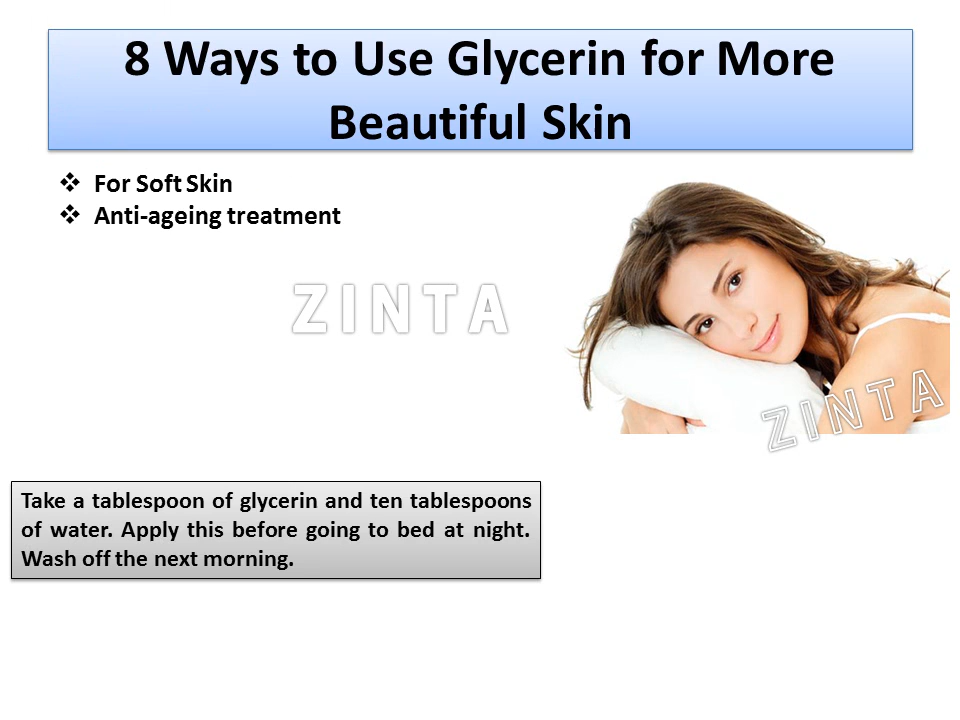 8 Ways to Use Glycerin for More
Beautiful Skin
❖ For Soft Skin
❖ Anti-ageing treatment
ZINTA
ZINTA
Take a tablespoon of glycerin and ten tablespoons
of water. Apply this before going to bed at night.
Wash off the next morning.